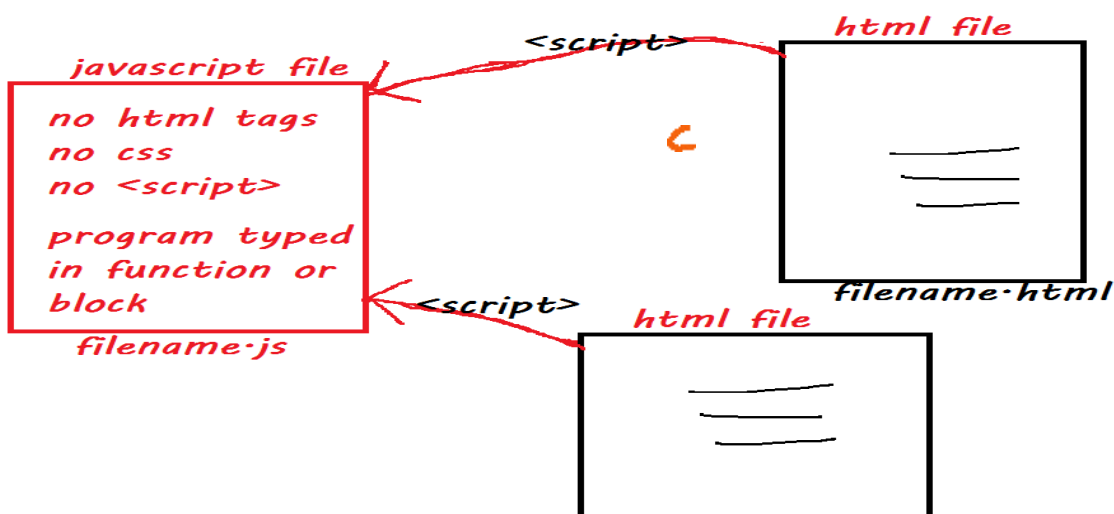 html file
<script>
javascript file
no html tags
no css
no <script>
program typed
in function or
block
filename.js
filename.html
<script>
html file